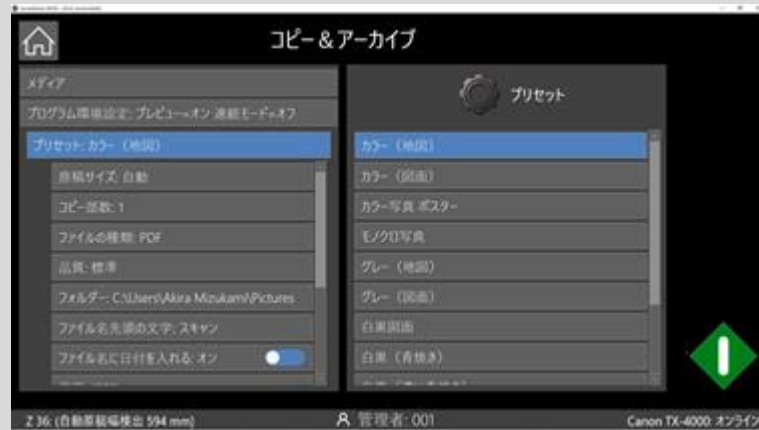 コピー＆アーカイブ
メディア
プログラム環境設定: プレビュー=オン 連続モード=オフ
プリセット: カラー （地図）
原稿サイズ: 自動
コピー部数: 1
ファイルの種類: PDF
品質: 標準
フォルダー: C:\Users\Akira Mizukami\Pictures
ファイル名先頭の文字: スキャン
ファイル名に日付を入れる: オン
プリセット
カラー （地図）
カラー （図面）
カラー写真 ポスター
モノクロ写真
グレー （地図）
グレー （図面）
白黒図面
白黒 （青焼き）
Z 36: (自動原稿幅検出 594 mm)
管理者: 001
Canon TX-4000: オンライン